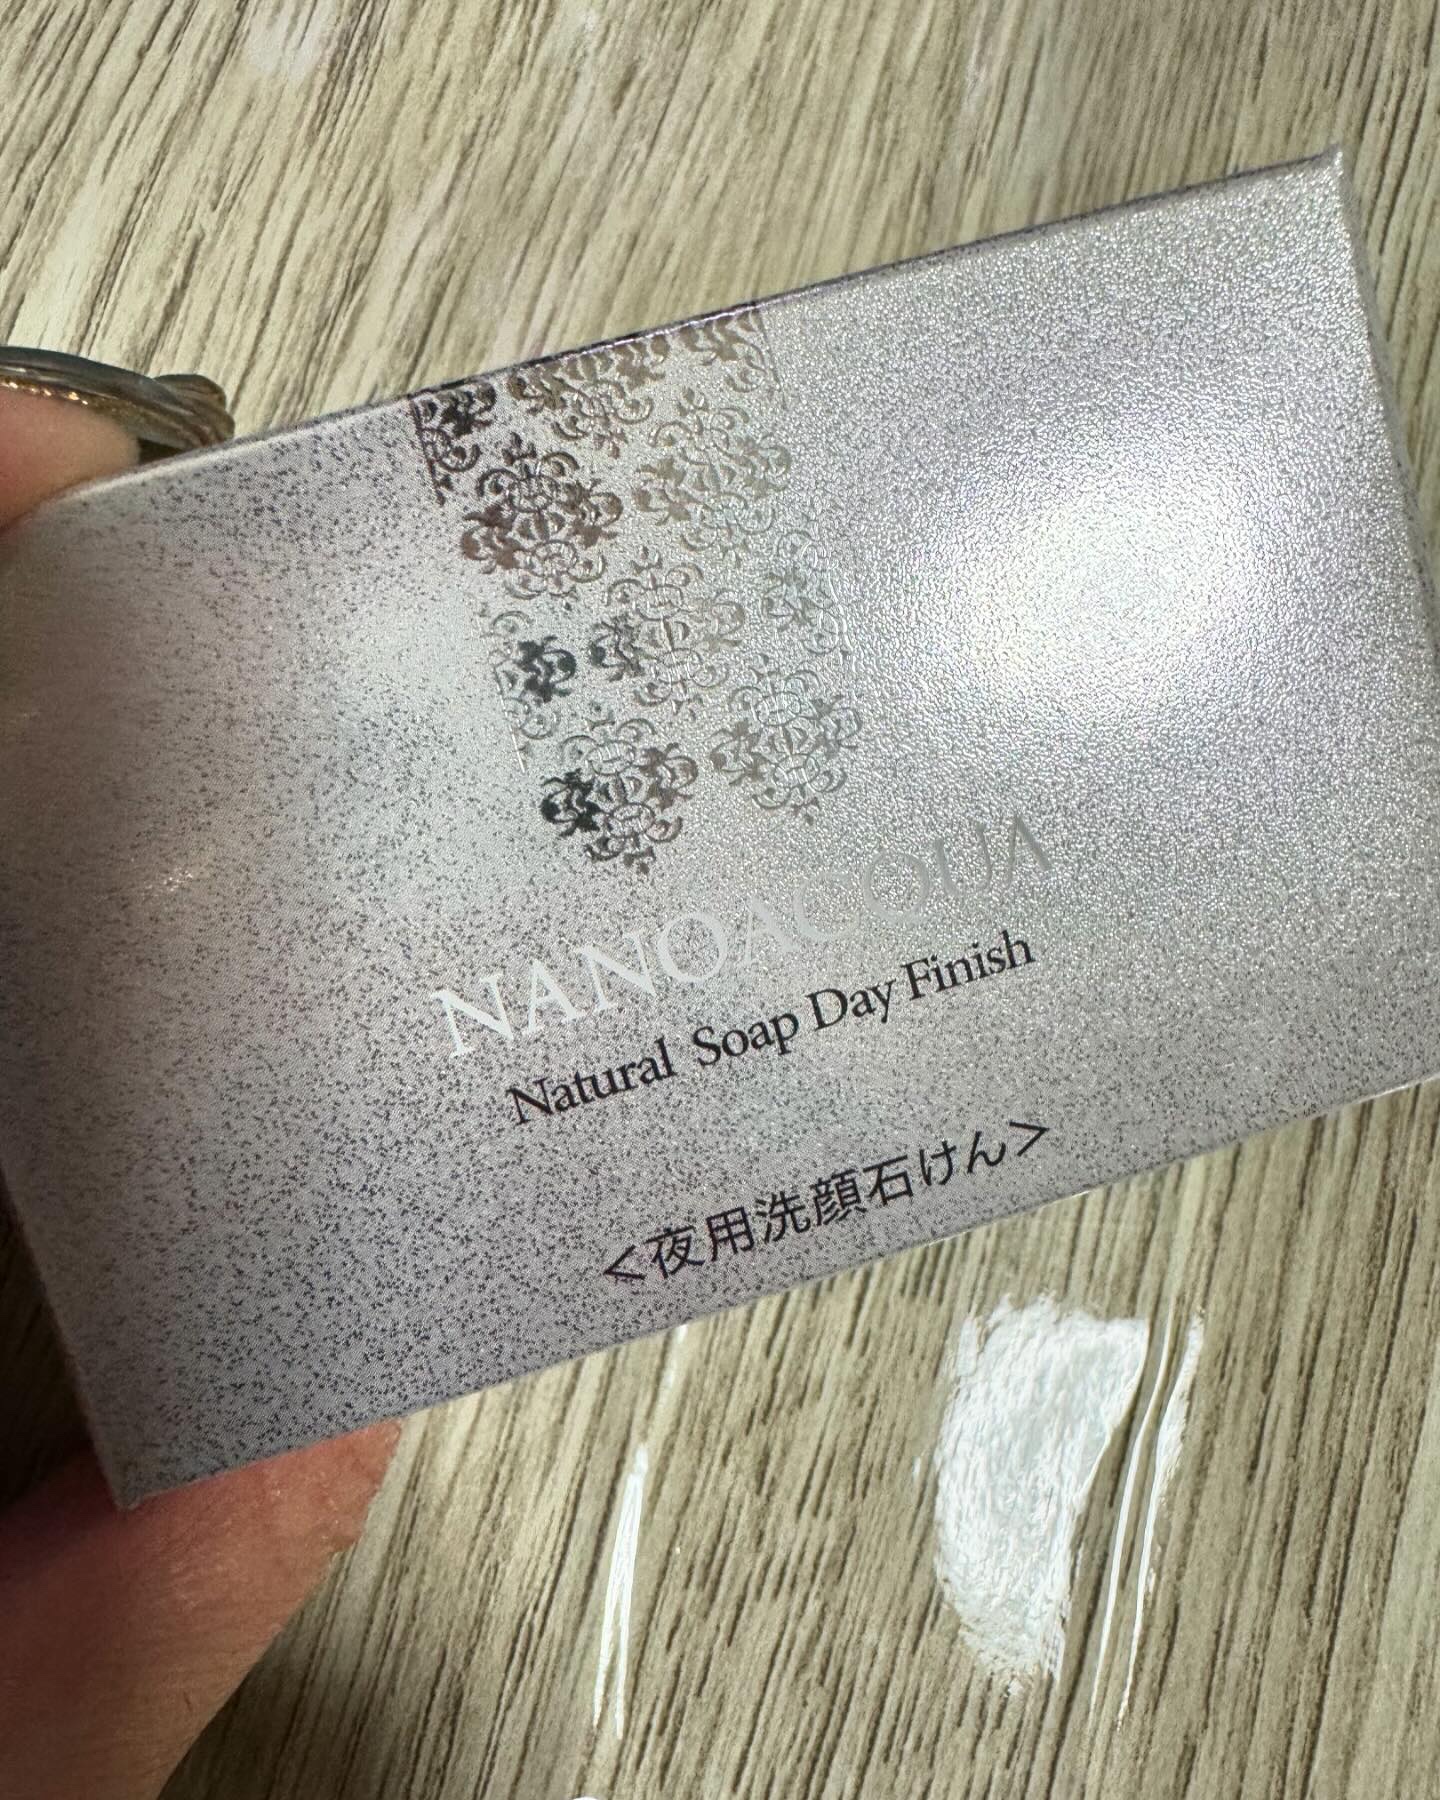 NANOACQUA
Natural Soap Day Finish
<夜用洗顔石けん>